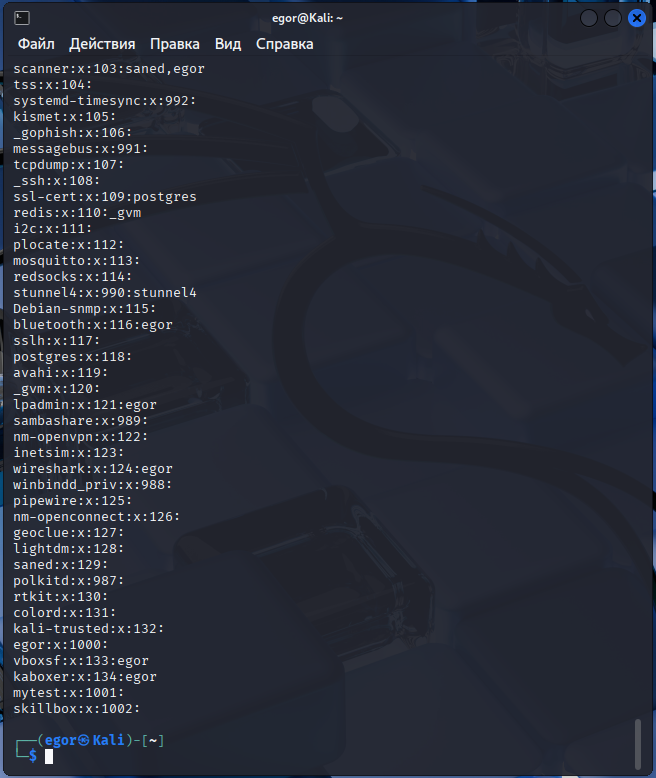 egor@Kali: ~
Файл Действия Правка Вид Справка
scanner:x:103:saned,egor
tss:x:104:
systemd-timesync:x:992:
kismet:x:105:
_gophish:x:106:
messagebus:x:991:
tcpdump:x:107:
_ssh:x:108:
ssl-cert:x:109:postgres
redis:x:110:_gvm
i2c:x:111:
plocate:x:112:
mosquitto:x:113:
redsocks:x:114:
stunnel4:x:990:stunnel4
Debian-snmp:x:115:
bluetooth:x:116:egor
sslh:x:117:
postgres:x:118:
avahi:x:119:
_gvm:x:120:
lpadmin:x:121:egor
sambashare:x:989:
nm-openvpn:x:122:
inetsim:x:123:
wireshark:x:124:egor
winbindd_priv:x:988:
pipewire:x:125:
nm-openconnect:x:126:
geoclue:x:127:
lightdm:x:128:
saned:x:129:
polkitd:x:987:
rtkit:x:130:
colord:x:131:
kali-trusted:x:132:
egor:x:1000:
vboxsf:x:133:egor
kaboxer:x:134:egor
mytest:x:1001:
skillbox:x:1002:
┌──(egor㉿Kali)-[~]
└─$